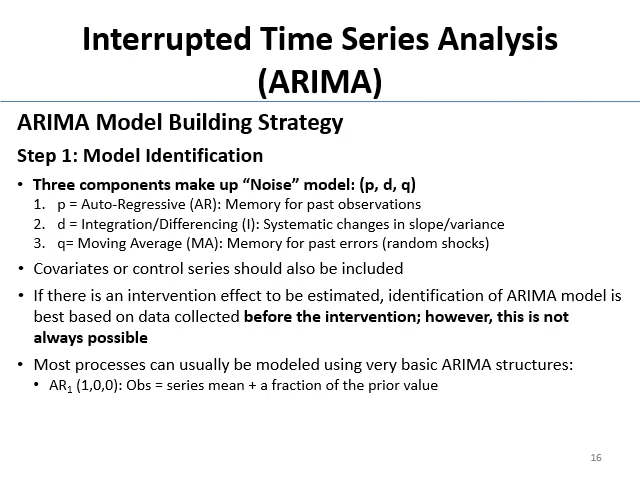 Interrupted Time Series Analysis
(ARIMA)
ARIMA Model Building Strategy
Step 1: Model Identification
• Three components make up “Noise” model: (p, d, q)
1. p = Auto-Regressive (AR): Memory for past observations
2. d = Integration/Differencing (I): Systematic changes in slope/variance
3. q= Moving Average (MA): Memory for past errors (random shocks)
• Covariates or control series should also be included
• If there is an intervention effect to be estimated, identification of ARIMA model is
best based on data collected before the intervention; however, this is not
always possible
• Most processes can usually be modeled using very basic ARIMA structures:
• AR₁ (1,0,0): Obs = series mean + a fraction of the prior value
16